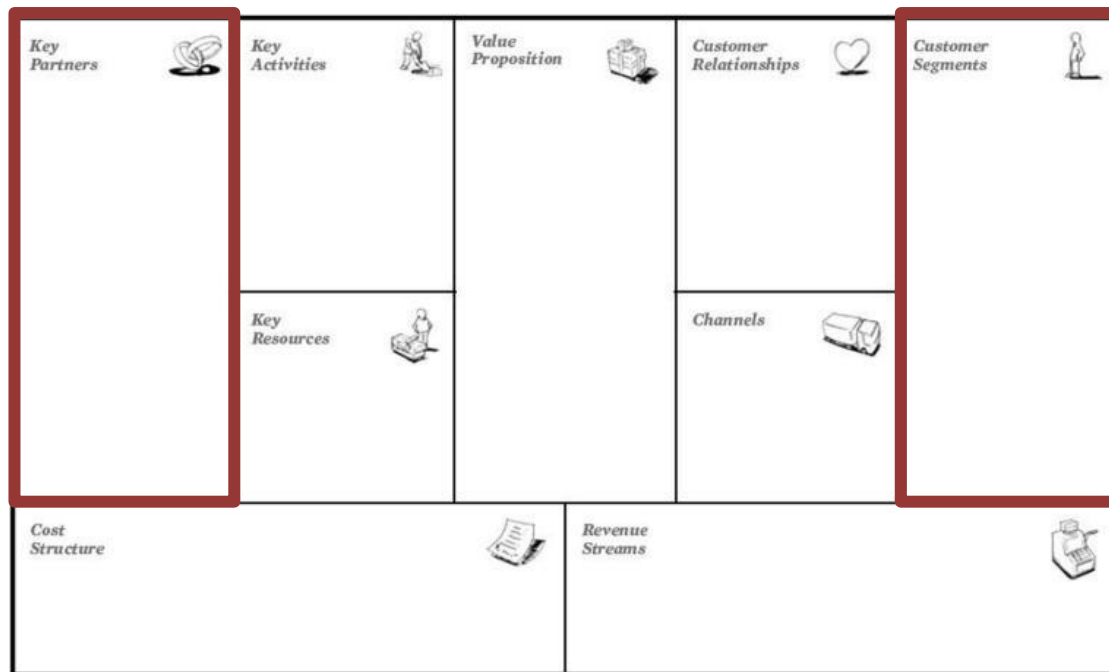 Key
Partners
Key
Activities
Value
Proposition
Customer
Relationships
Customer
Segments
Key
Resources
Channels
Cost
Structure
Revenue
Streams